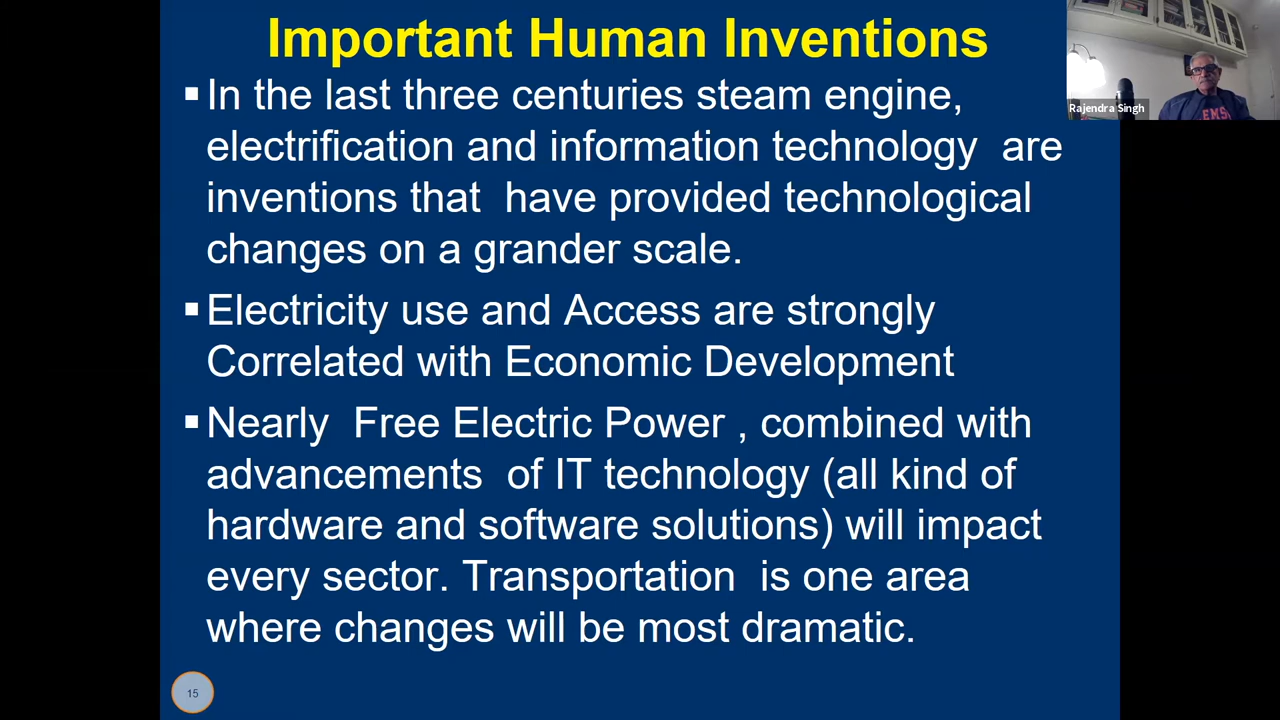 Important Human Inventions
▪In the last three centuries steam engine,
electrification and information technology are
inventions that have provided technological
changes on a grander scale.
▪Electricity use and Access are strongly
Correlated with Economic Development
▪Nearly Free Electric Power , combined with
advancements of IT technology (all kind of
hardware and software solutions) will impact
every sector. Transportation is one area
where changes will be most dramatic.
15
Rajendra Singh